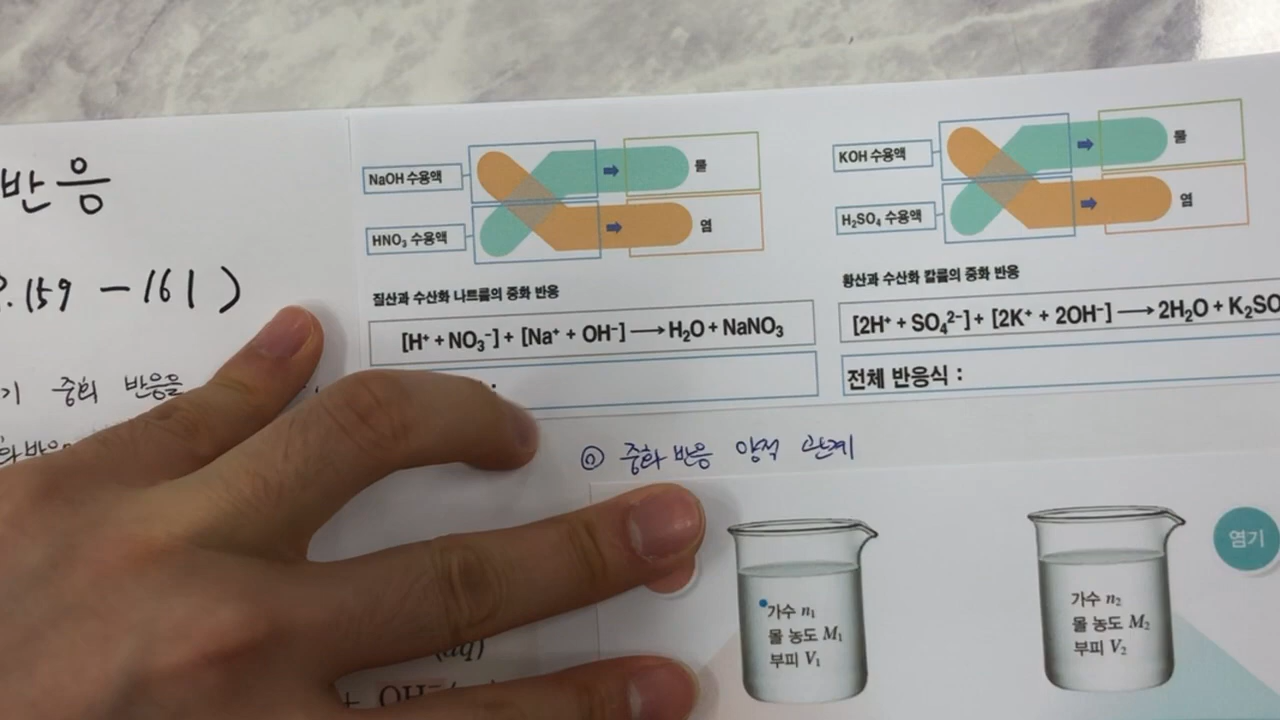 반응
P.159 - 161)
중화 반응을
NaOH 수용액
물
HNO₃ 수용액
염
질산과 수산화 나트륨의 중화 반응
[H⁺ + NO₃⁻] + [Na⁺ + OH⁻] ⟶ H₂O + NaNO₃
KOH 수용액
물
H₂SO₄ 수용액
염
황산과 수산화 칼륨의 중화 반응
[2H⁺ + SO₄²⁻] + [2K⁺ + 2OH⁻] ⟶ 2H₂O + K₂SO
전체 반응식 :
◎ 중화 반응 양적 관계
가수 n₁
몰 농도 M₁
부피 V₁
가수 n₂
몰 농도 M₂
부피 V₂
염기
(aq)
+ OH⁻